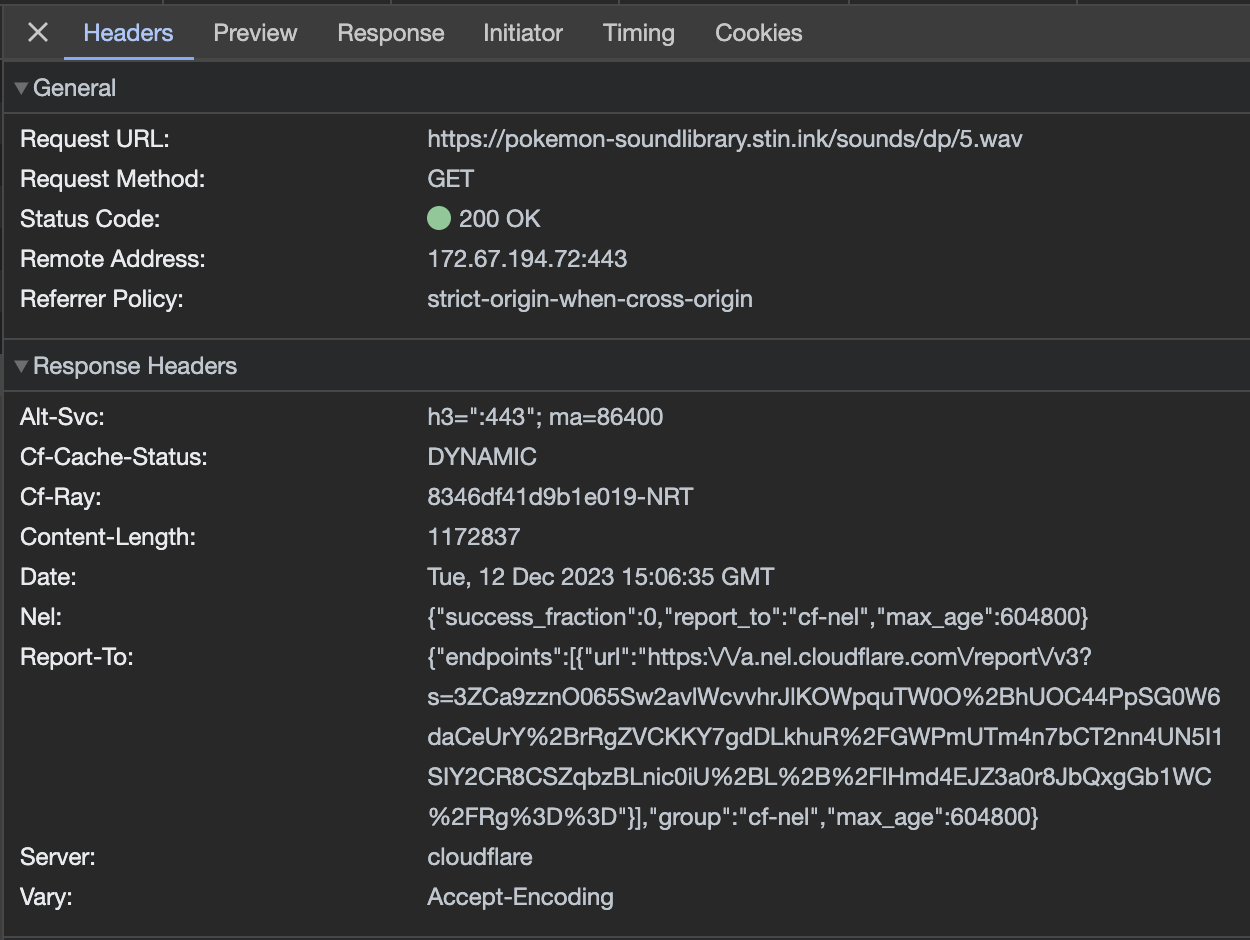 Headers Preview Response Initiator Timing Cookies
General
Request URL: https://pokemon-soundlibrary.stin.ink/sounds/dp/5.wav
Request Method: GET
Status Code: 200 OK
Remote Address: 172.67.194.72:443
Referrer Policy: strict-origin-when-cross-origin
Response Headers
Alt-Svc: h3=":443"; ma=86400
Cf-Cache-Status: DYNAMIC
Cf-Ray: 8346df41d9b1e019-NRT
Content-Length: 1172837
Date: Tue, 12 Dec 2023 15:06:35 GMT
Nel: {"success_fraction":0,"report_to":"cf-nel","max_age":604800}
Report-To: {"endpoints":[{"url":"https:\/\/a.nel.cloudflare.com\/report\/v3?
s=3ZCa9zznO065Sw2avlWcvvhrJlKOWpquTW0O%2BhUOC44PpSG0W6
daCeUrY%2BrRgZVCKKY7gdDLkhuR%2FGWPmUTm4n7bCT2nn4UN5I1
SIY2CR8CSZqbzBLnic0iU%2BL%2B%2FlHmd4EJZ3a0r8JbQxgGb1WC
%2FRg%3D%3D"}],"group":"cf-nel","max_age":604800}
Server: cloudflare
Vary: Accept-Encoding